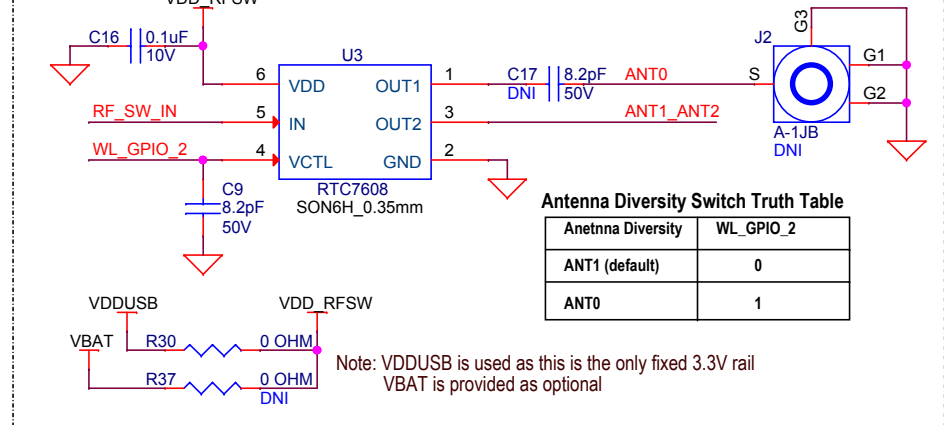 VDD_RFSW
C16 0.1uF
10V
U3
6 VDD OUT1 1
RF_SW_IN 5 IN OUT2 3
WL_GPIO_2 4 VCTL GND 2
RTC7608
SON6H_0.35mm
C9
8.2pF
50V
C17 8.2pF ANT0
DNI 50V
ANT1_ANT2
J2
G3
S G1
G2
A-1JB
DNI
Antenna Diversity Switch Truth Table
Anetnna Diversity WL_GPIO_2
ANT1 (default) 0
ANT0 1
VDDUSB VDD_RFSW
VBAT R30 0 OHM
R37 0 OHM
DNI
Note: VDDUSB is used as this is the only fixed 3.3V rail
VBAT is provided as optional